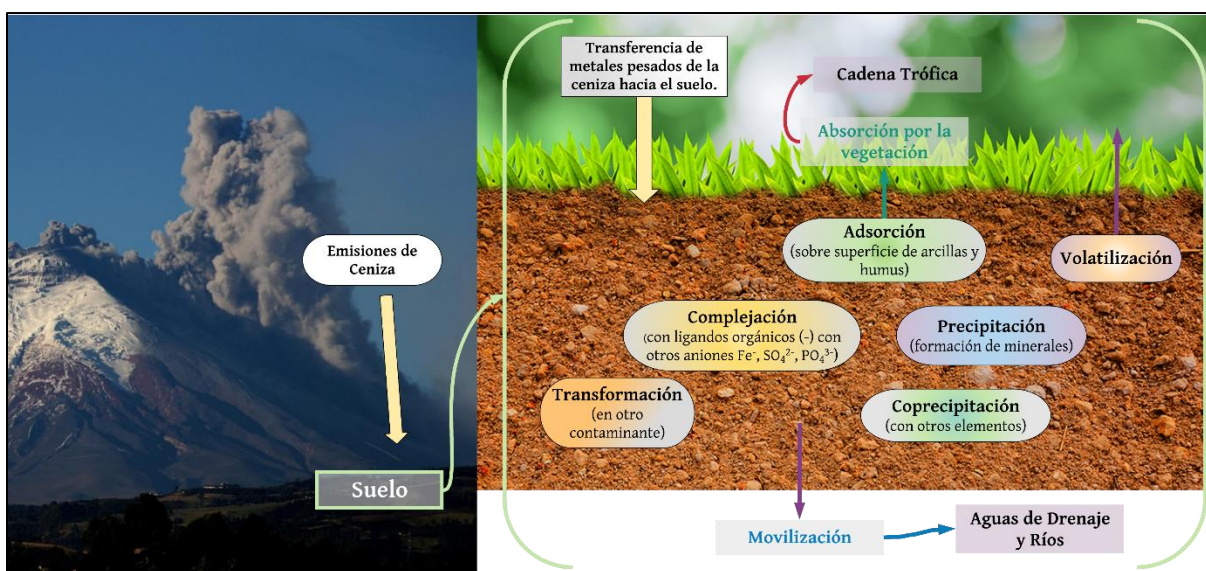 Emisiones de
Ceniza
Suelo
Transferencia de
metales pesados de la
ceniza hacia el suelo.
Cadena Trófica
Absorción por la
vegetación
Adsorción
(sobre superficie de arcillas y
humus)
Volatilización
Complejación
(con ligandos orgánicos (-) con
otros aniones Fe⁻, SO₄²⁻, PO₄³⁻)
Precipitación
(formación de minerales)
Transformación
(en otro
contaminante)
Coprecipitación
(con otros elementos)
Movilización
Aguas de Drenaje
y Ríos